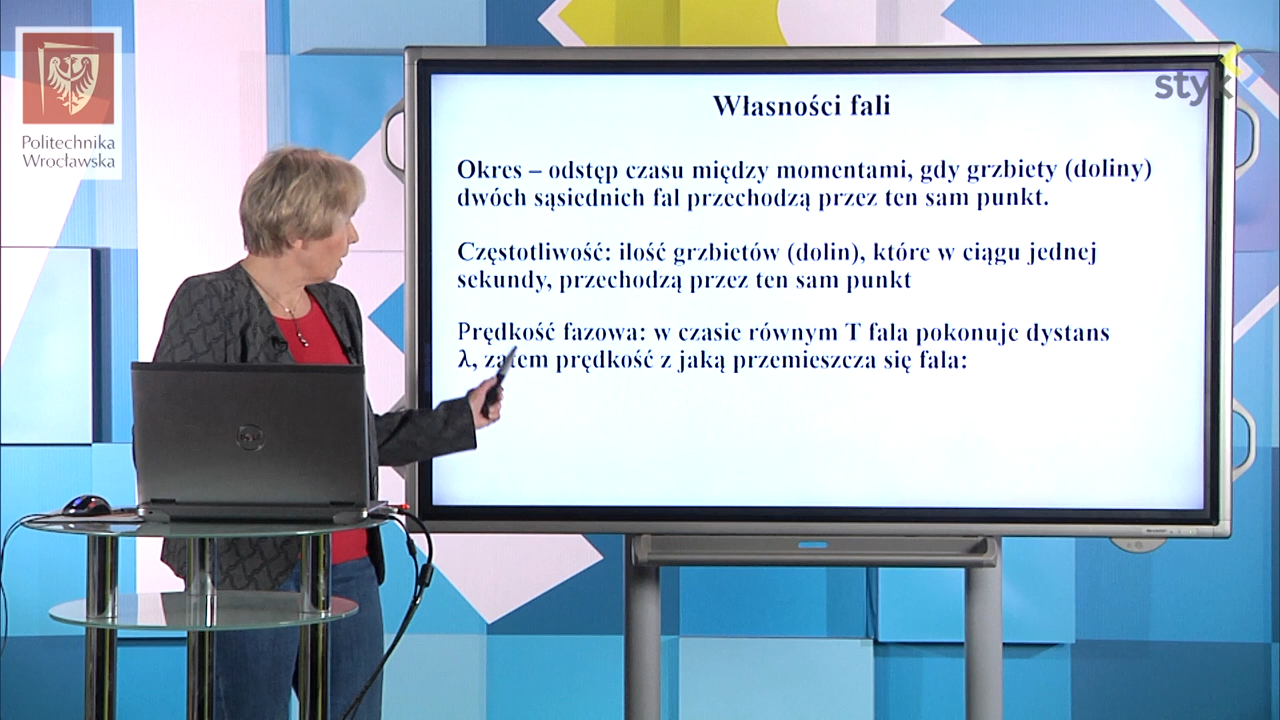 Politechnika
Wrocławska
styk
Własności fali
Okres – odstęp czasu między momentami, gdy grzbiety (doliny)
dwóch sąsiednich fal przechodzą przez ten sam punkt.
Częstotliwość: ilość grzbietów (dolin), które w ciągu jednej
sekundy, przechodzą przez ten sam punkt
Prędkość fazowa: w czasie równym T fala pokonuje dystans
λ, zatem prędkość z jaką przemieszcza się fala:
DELL